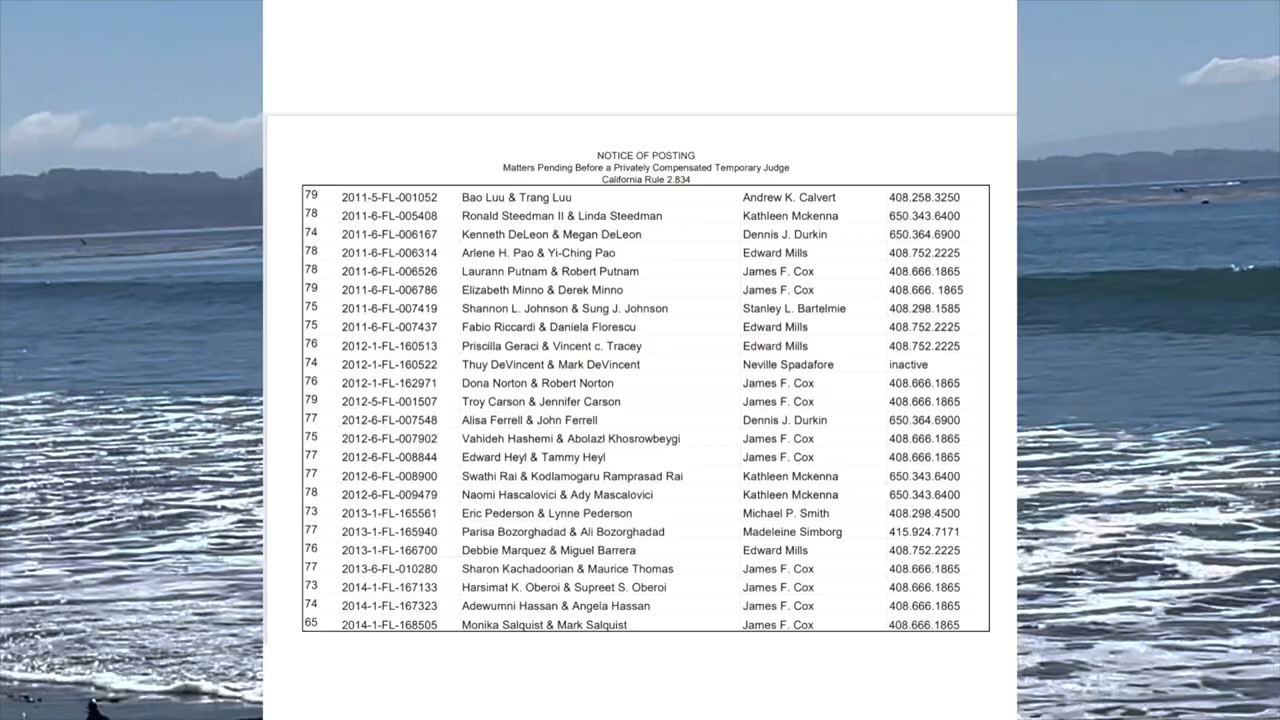 NOTICE OF POSTING
Matters Pending Before a Privately Compensated Temporary Judge
California Rule 2.834
79 2011-5-FL-001052 Bao Luu & Trang Luu Andrew K. Calvert 408.258.3250
78 2011-6-FL-005408 Ronald Steedman II & Linda Steedman Kathleen Mckenna 650.343.6400
74 2011-6-FL-006167 Kenneth DeLeon & Megan DeLeon Dennis J. Durkin 650.364.6900
78 2011-6-FL-006314 Arlene H. Pao & Yi-Ching Pao Edward Mills 408.752.2225
78 2011-6-FL-006526 Laurann Putnam & Robert Putnam James F. Cox 408.666.1865
79 2011-6-FL-006786 Elizabeth Minno & Derek Minno James F. Cox 408.666. 1865
75 2011-6-FL-007419 Shannon L. Johnson & Sung J. Johnson Stanley L. Bartelmie 408.298.1585
75 2011-6-FL-007437 Fabio Riccardi & Daniela Florescu Edward Mills 408.752.2225
76 2012-1-FL-160513 Priscilla Geraci & Vincent c. Tracey Edward Mills 408.752.2225
74 2012-1-FL-160522 Thuy DeVincent & Mark DeVincent Neville Spadafore inactive
76 2012-1-FL-162971 Dona Norton & Robert Norton James F. Cox 408.666.1865
79 2012-5-FL-001507 Troy Carson & Jennifer Carson James F. Cox 408.666.1865
77 2012-6-FL-007548 Alisa Ferrell & John Ferrell Dennis J. Durkin 650.364.6900
75 2012-6-FL-007902 Vahideh Hashemi & Abolazl Khosrowbeygi James F. Cox 408.666.1865
77 2012-6-FL-008844 Edward Heyl & Tammy Heyl James F. Cox 408.666.1865
77 2012-6-FL-008900 Swathi Rai & Kodlamogaru Ramprasad Rai Kathleen Mckenna 650.343.6400
78 2012-6-FL-009479 Naomi Hascalovici & Ady Mascalovici Kathleen Mckenna 650.343.6400
73 2013-1-FL-165561 Eric Pederson & Lynne Pederson Michael P. Smith 408.298.4500
77 2013-1-FL-165940 Parisa Bozorghadad & Ali Bozorghadad Madeleine Simborg 415.924.7171
76 2013-1-FL-166700 Debbie Marquez & Miguel Barrera Edward Mills 408.752.2225
77 2013-6-FL-010280 Sharon Kachadoorian & Maurice Thomas James F. Cox 408.666.1865
73 2014-1-FL-167133 Harsimat K. Oberoi & Supreet S. Oberoi James F. Cox 408.666.1865
74 2014-1-FL-167323 Adewumni Hassan & Angela Hassan James F. Cox 408.666.1865
65 2014-1-FL-168505 Monika Salquist & Mark Salquist James F. Cox 408.666.1865